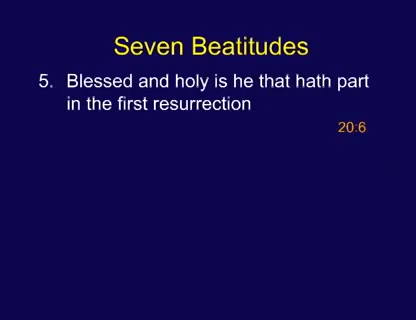 Seven Beatitudes
5. Blessed and holy is he that hath part
in the first resurrection
20:6